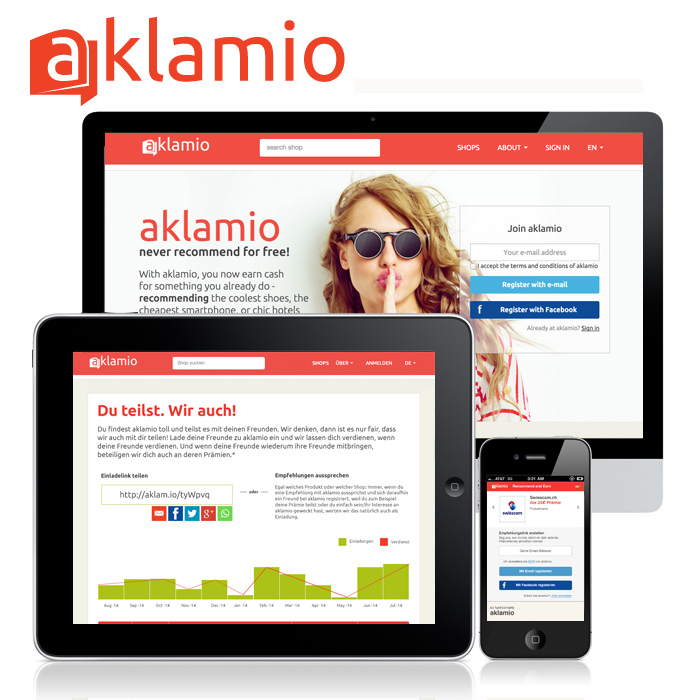 aklamio
aklamio
search shop
SHOPS ABOUT SIGN IN EN
aklamio
never recommend for free!
With aklamio, you now earn cash
for something you already do -
recommending the coolest shoes, the
cheapest smartphone, or chic hotels
Join aklamio
Your e-mail address
I accept the terms and conditions of aklamio
Register with e-mail
f Register with Facebook
Already at aklamio? Sign in
aklamio
Shop suchen
SHOPS ÜBER ANMELDEN DE
Du teilst. Wir auch!
Du findest aklamio toll und teilst es mit deinen Freunden. Wir denken, dann ist es nur fair, dass
wir auch mit dir teilen! Lade deine Freunde zu aklamio ein und wir lassen dich verdienen, wenn
deine Freunde verdienen. Und wenn deine Freunde wiederum ihre Freunde mitbringen,
beteiligen wir dich auch an deren Prämien.*
Einladelink teilen
http://aklam.io/tyWpvq
oder
Empfehlungen aussprechen
Egal welches Produkt oder welcher Shop: Immer, wenn du
eine Empfehlung mit aklamio aussprichst und sich daraufhin
ein Freund bei aklamio registriert, weil du zum Beispiel
deine Prämie teilst oder du einfach sein/ihr Interesse an
aklamio geweckt hast, werten wir das natürlich auch als
Einladung.
Einladungen Verdienst
Aug -14 Sep -14 Oct -14 Nov -14 Dec -14 Jan -14 Feb -14 Mar -14 Apr -14 May -14 Jun -14 Jul -14
AT&T 3G 3:21 AM
aklamio Recommend and Earn
Swisscom.ch
bis 35€ Prämie
swisscom
Empfehlungslink erstellen
Deine Email Adresse
Mit Email registrieren
f Mit Facebook registrieren
so funktionierts
aklamio